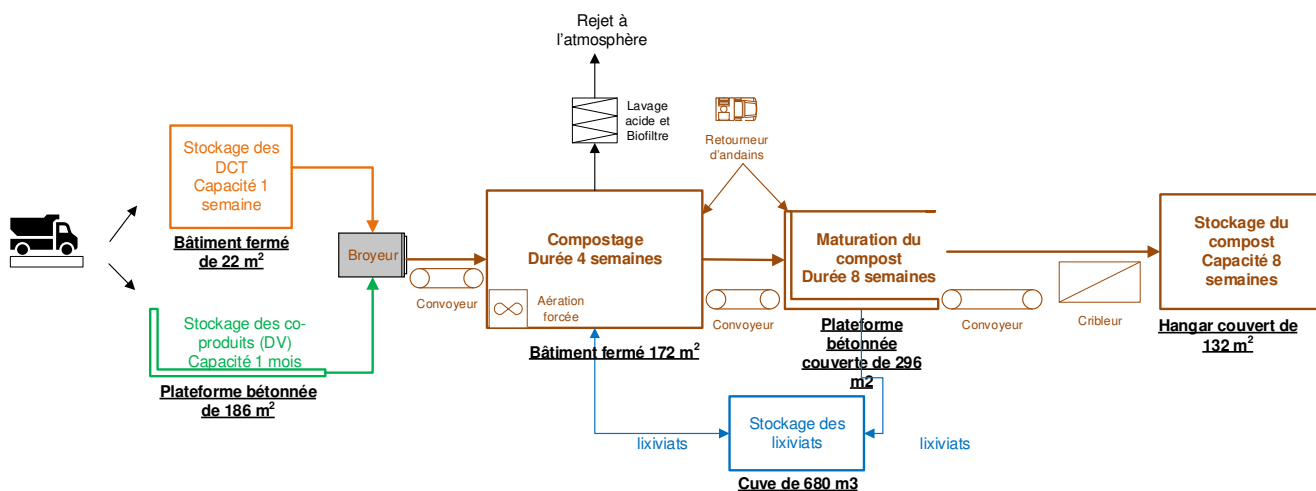 Rejet à
l'atmosphère
Lavage
acide et
Biofiltre
Retourneur
d'andains
Stockage des
DCT
Capacité 1
semaine
Bâtiment fermé
de 22 m²
Broyeur
Convoyeur
Stockage des co-
produits (DV)
Capacité 1 mois
Plateforme bétonnée
de 186 m²
Compostage
Durée 4 semaines
Aération
forcée
Bâtiment fermé 172 m²
Convoyeur
Maturation du
compost
Durée 8 semaines
Plateforme
bétonnée
couverte de 296
m2
Convoyeur
Cribleur
Stockage du
compost
Capacité 8
semaines
Hangar couvert de
132 m²
lixiviats
Stockage des
lixiviats
lixiviats
Cuve de 680 m3